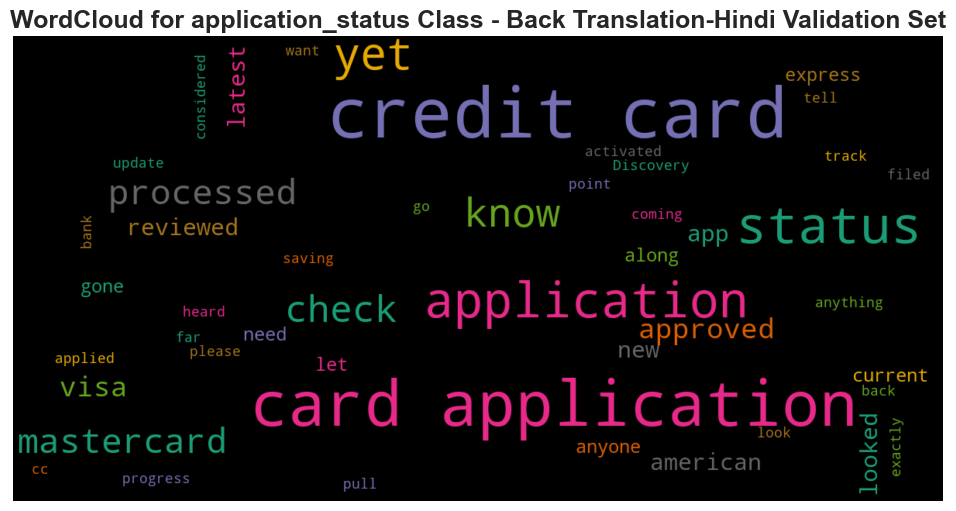 WordCloud for application_status Class - Back Translation-Hindi Validation Set
want
yet
considered
latest
express
tell
credit card
activated
Discovery
track
update
filed
point
processed
go
know
coming
status
bank
reviewed
app
along
saving
gone
application
anything
heard
check
approved
far
need
please
new
applied
let
visa
current
back
card application
looked
exactly
mastercard
anyone
look
american
cc
progress
pull